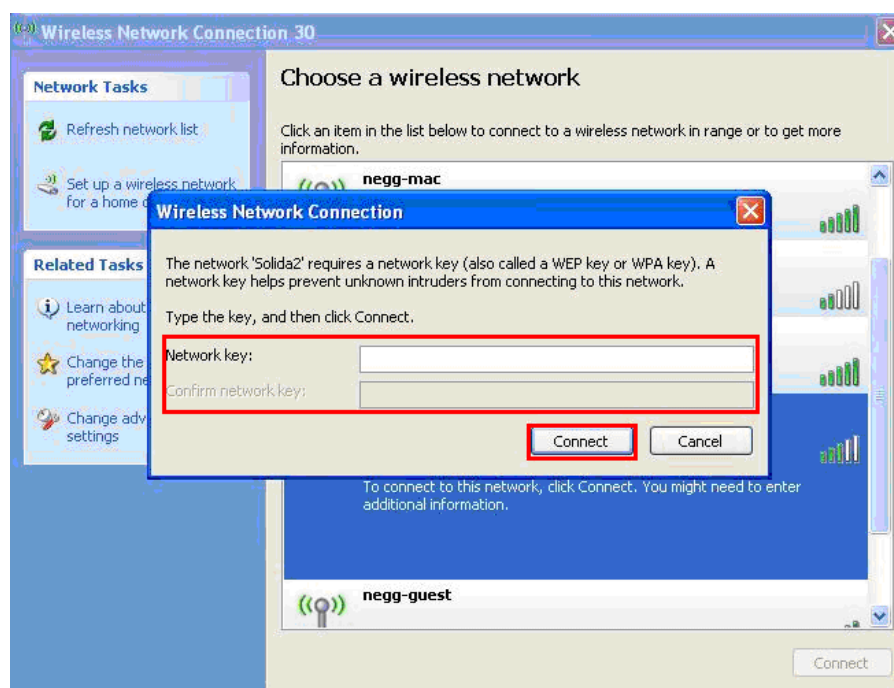 Wireless Network Connection 30
Network Tasks
Refresh network list
Set up a wireless network
for a home
Related Tasks
Learn about
networking
Change the
preferred
Change
settings
Choose a wireless network
Click an item in the list below to connect to a wireless network in range or to get more
information.
negg-mac
Wireless Network Connection
The network 'Solida2' requires a network key (also called a WEP key or WPA key). A
network key helps prevent unknown intruders from connecting to this network.
Type the key, and then click Connect.
Network key:
Confirm network key:
Connect
Cancel
To connect to this network, click Connect. You might need to enter
additional information.
negg-guest
Connect